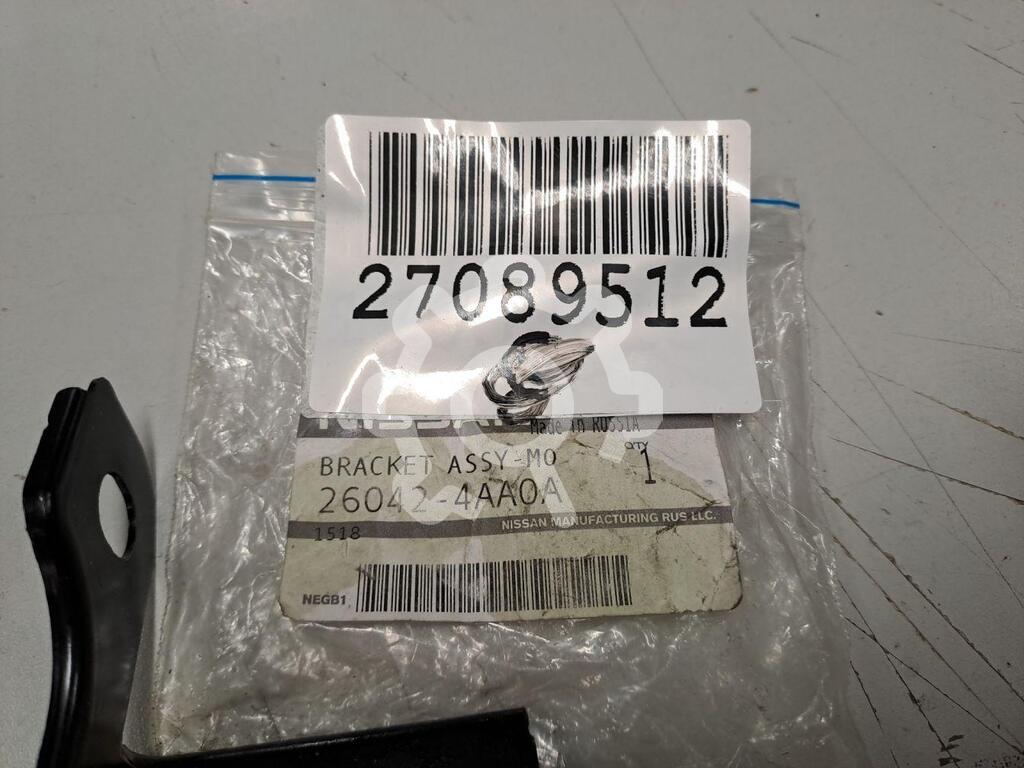 27089512
NISSAN
Made in RUSSIA
BRACKET ASSY-MO
QTY
1
26042-4AA0A
NISSAN MANUFACTURING RUS LLC.
1518
NEGB1